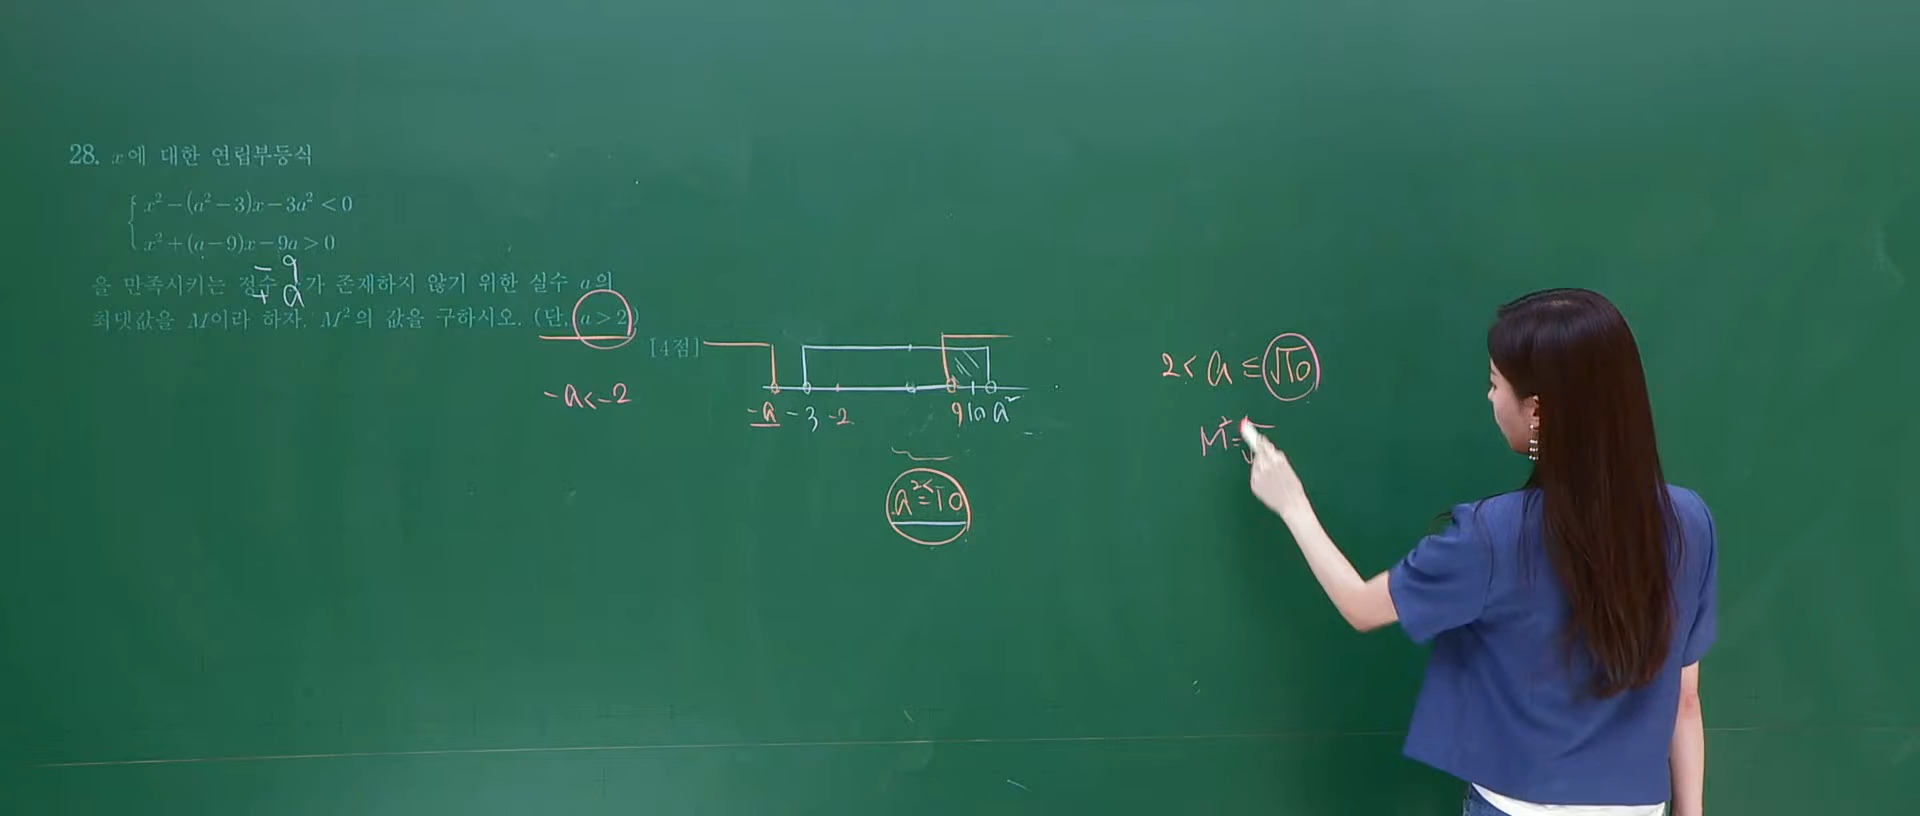 28. x에 대한 연립부등식
x²-(a²-3)x-3a²<0
x²+(a-9)x-9a>0
- 9
을 만족시키는 정수 가 존재하지 않기 위한 실수 a의
+ a
최댓값을 M이라 하자. M²의 값을 구하시오. (단, a>2)
[4점]
-a<-2
-a -3 -2 9 10 a²
a²≤10
2< a ≤ √10
M²=